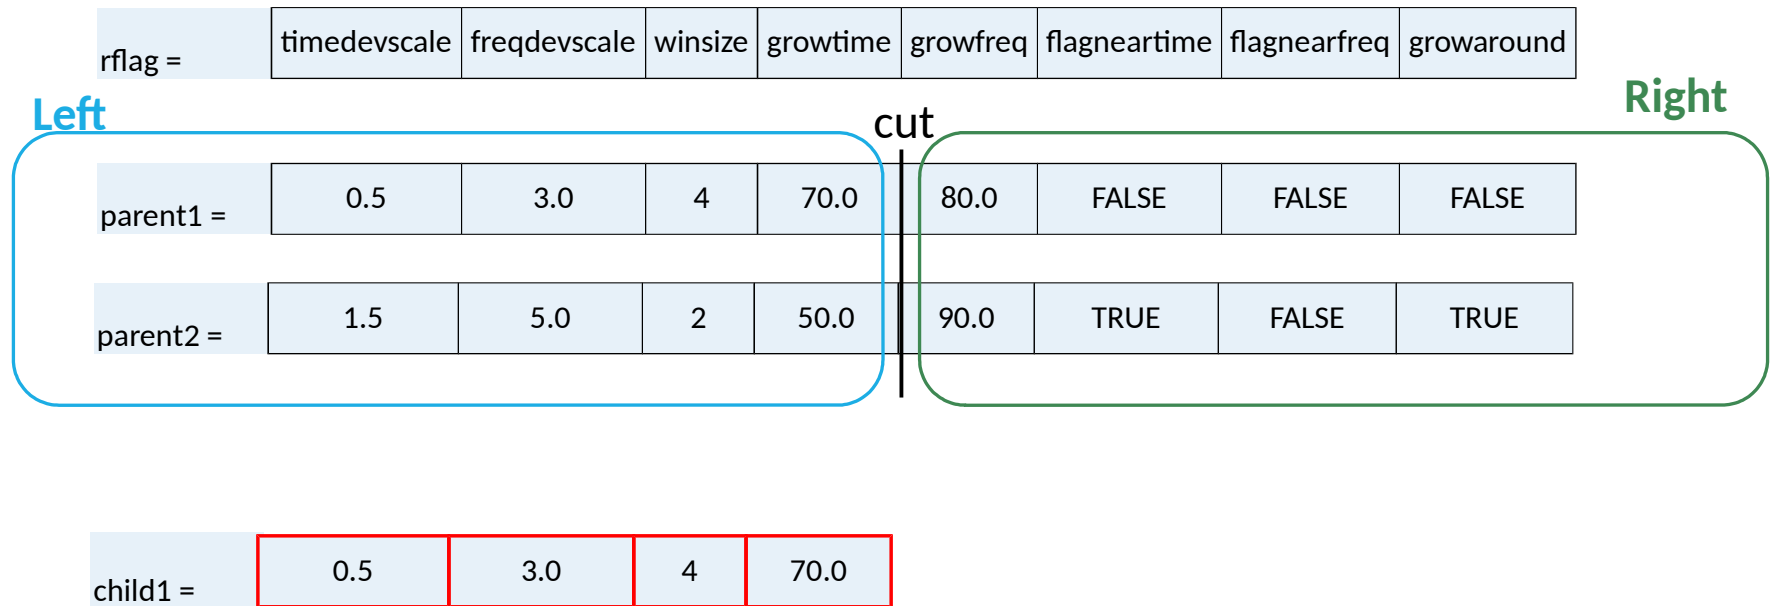 rflag = timedevscale freqdevscale winsize growtime growfreq flagneartime flagnearfreq growaround
Left cut Right
parent1 = 0.5 3.0 4 70.0 80.0 FALSE FALSE FALSE
parent2 = 1.5 5.0 2 50.0 90.0 TRUE FALSE TRUE
child1 = 0.5 3.0 4 70.0